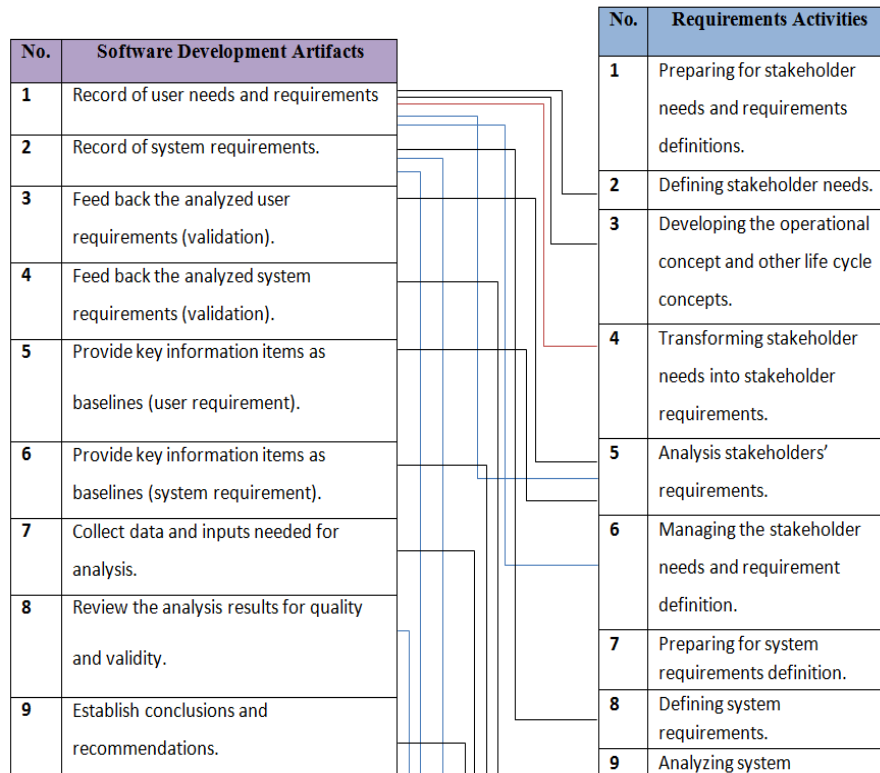 No. Software Development Artifacts
1 Record of user needs and requirements
2 Record of system requirements.
3 Feed back the analyzed user
requirements (validation).
4 Feed back the analyzed system
requirements (validation).
5 Provide key information items as
baselines (user requirement).
6 Provide key information items as
baselines (system requirement).
7 Collect data and inputs needed for
analysis.
8 Review the analysis results for quality
and validity.
9 Establish conclusions and
recommendations.
No. Requirements Activities
1 Preparing for stakeholder
needs and requirements
definitions.
2 Defining stakeholder needs.
3 Developing the operational
concept and other life cycle
concepts.
4 Transforming stakeholder
needs into stakeholder
requirements.
5 Analysis stakeholders’
requirements.
6 Managing the stakeholder
needs and requirement
definition.
7 Preparing for system
requirements definition.
8 Defining system
requirements.
9 Analyzing system